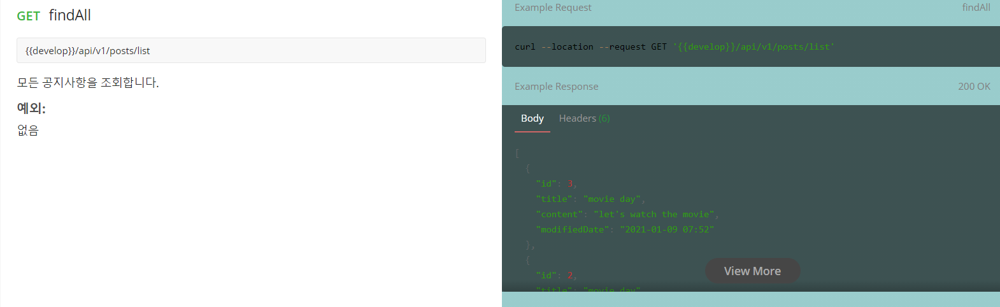 GET findAll
{{develop}}/api/v1/posts/list
모든 공지사항을 조회합니다.
예외:
없음
Example Request findAll
curl --location --request GET '{{develop}}/api/v1/posts/list'
Example Response 200 OK
Body Headers (6)
[
{
"id": 3,
"title": "movie day",
"content": "let's watch the movie",
"modifiedDate": "2021-01-09 07:52"
},
{
"id": 2,
"title": "movie day"
View More